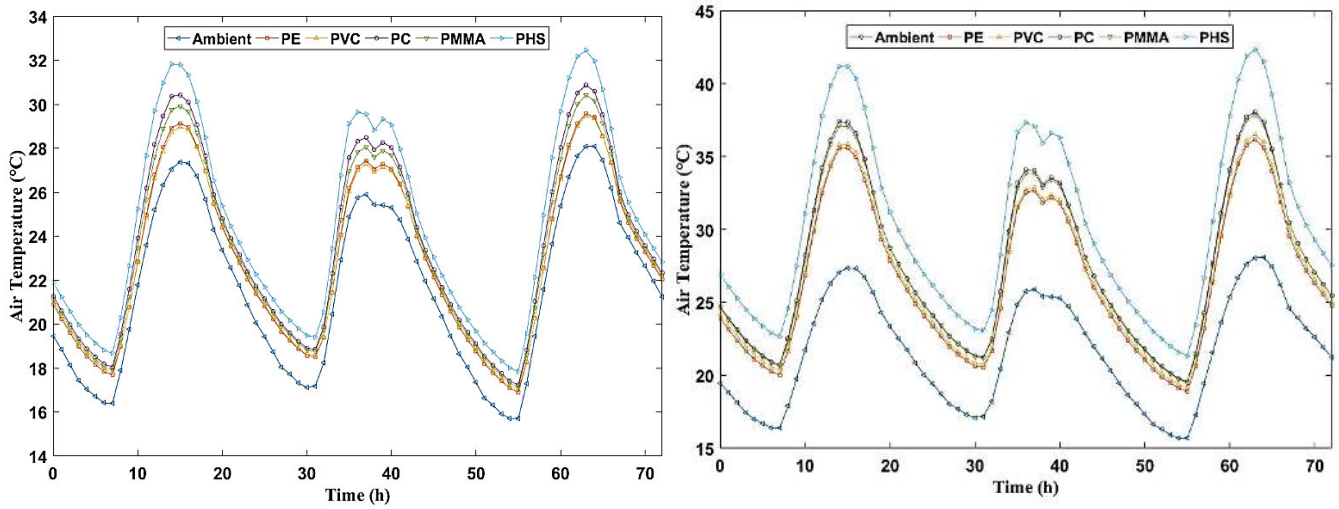 34
32
30
28
26
24
22
20
18
16
14
Air Temperature (°C)
Ambient PE PVC PC PMMA PHS
0 10 20 30 40 50 60 70
Time (h)
45
40
35
30
25
20
15
Air Temperature (°C)
Ambient PE PVC PC PMMA PHS
0 10 20 30 40 50 60 70
Time (h)